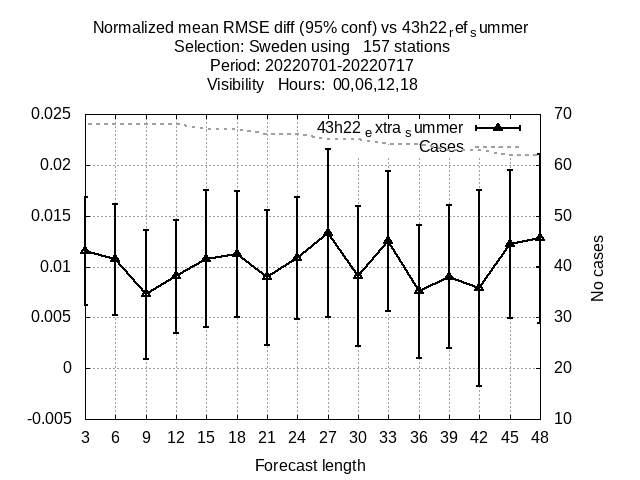 Normalized mean RMSE diff (95% conf) vs 43h22refsummer
Selection: Sweden using 157 stations
Period: 20220701-20220717
Visibility Hours: 00,06,12,18
0.025 70
43h22extrasummer
Cases
0.02 60
0.015 50
0.01 40
0.005 30
0 20
-0.005 10
No cases
3 6 9 12 15 18 21 24 27 30 33 36 39 42 45 48
Forecast length